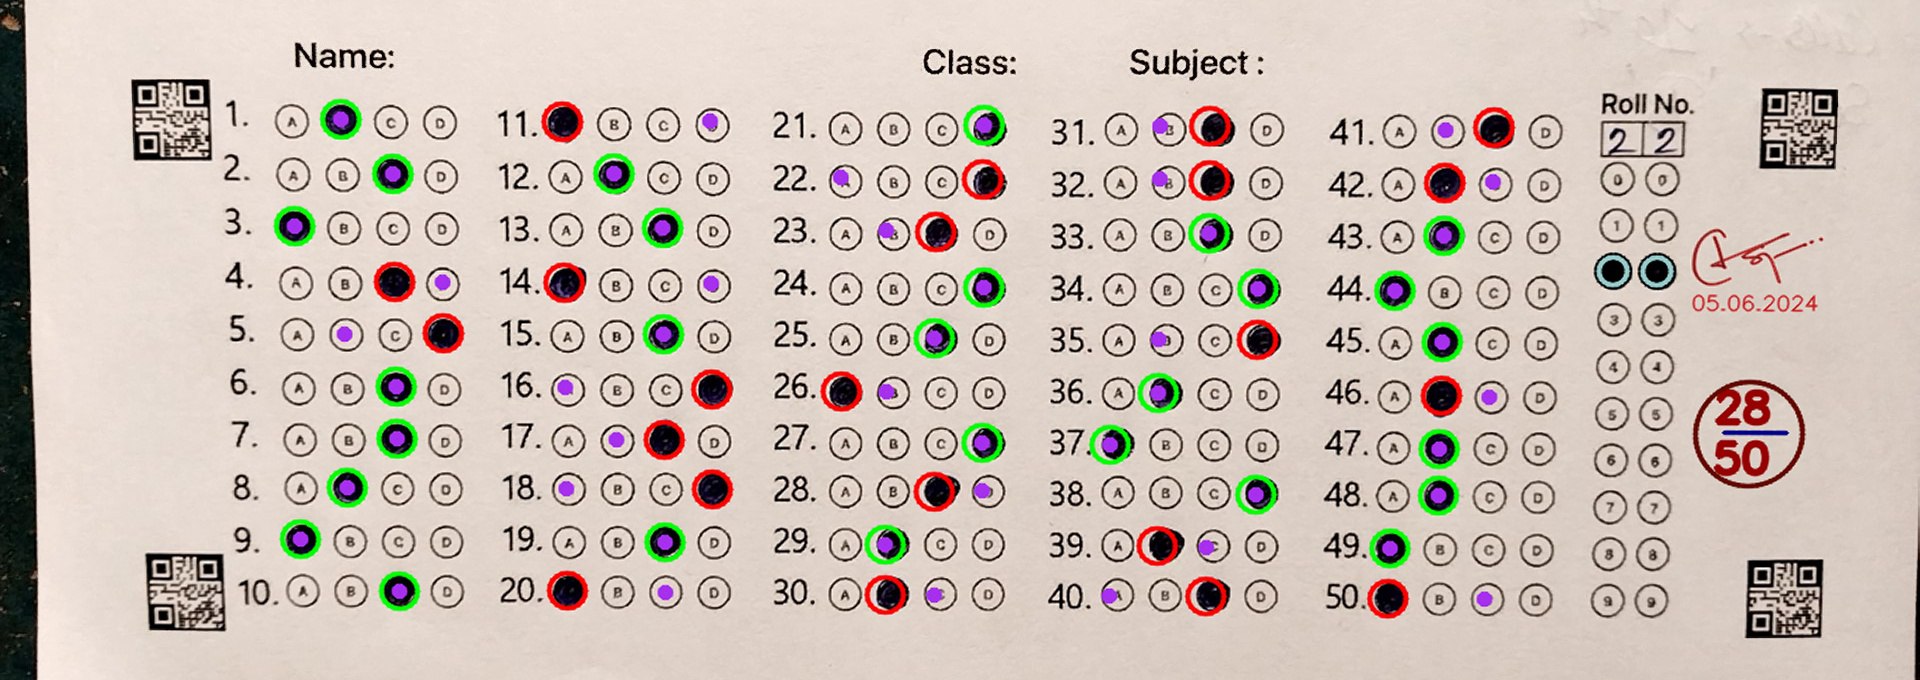 Name:
Class:
Subject :
1. A C D
2. A B D
3. B C D
4. A B
5. A C
6. A B D
7. A B D
8. A C D
9. B C D
10. A B D
11. B C
12. A C D
13. A B D
14. B C
15. A B D
16. B C
17. A D
18. B C
19. A B D
20. B D
21. A B C
22. B C
23. A B D
24. A B C
25. A B D
26. C D
27. A B C
28. A B
29. A C D
30. A D
31. A B D
32. A B D
33. A B D
34. A B C
35. A C
36. A C D
37. B C D
38. A B C
39. A D
40. B D
41. A D
42. A D
43. A C D
44. B C D
45. A C D
46. A D
47. A C D
48. A C D
49. B C D
50. B D
Roll No.
2 2
0 0
1 1
3 3
4 4
5 5
6 6
7 7
8 8
9 9
05.06.2024
28
50